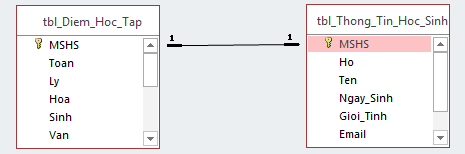 tbl_Diem_Hoc_Tap
MSHS
Toan
Ly
Hoa
Sinh
Van
1
1
tbl_Thong_Tin_Hoc_Sinh
MSHS
Ho
Ten
Ngay_Sinh
Gioi_Tinh
Email